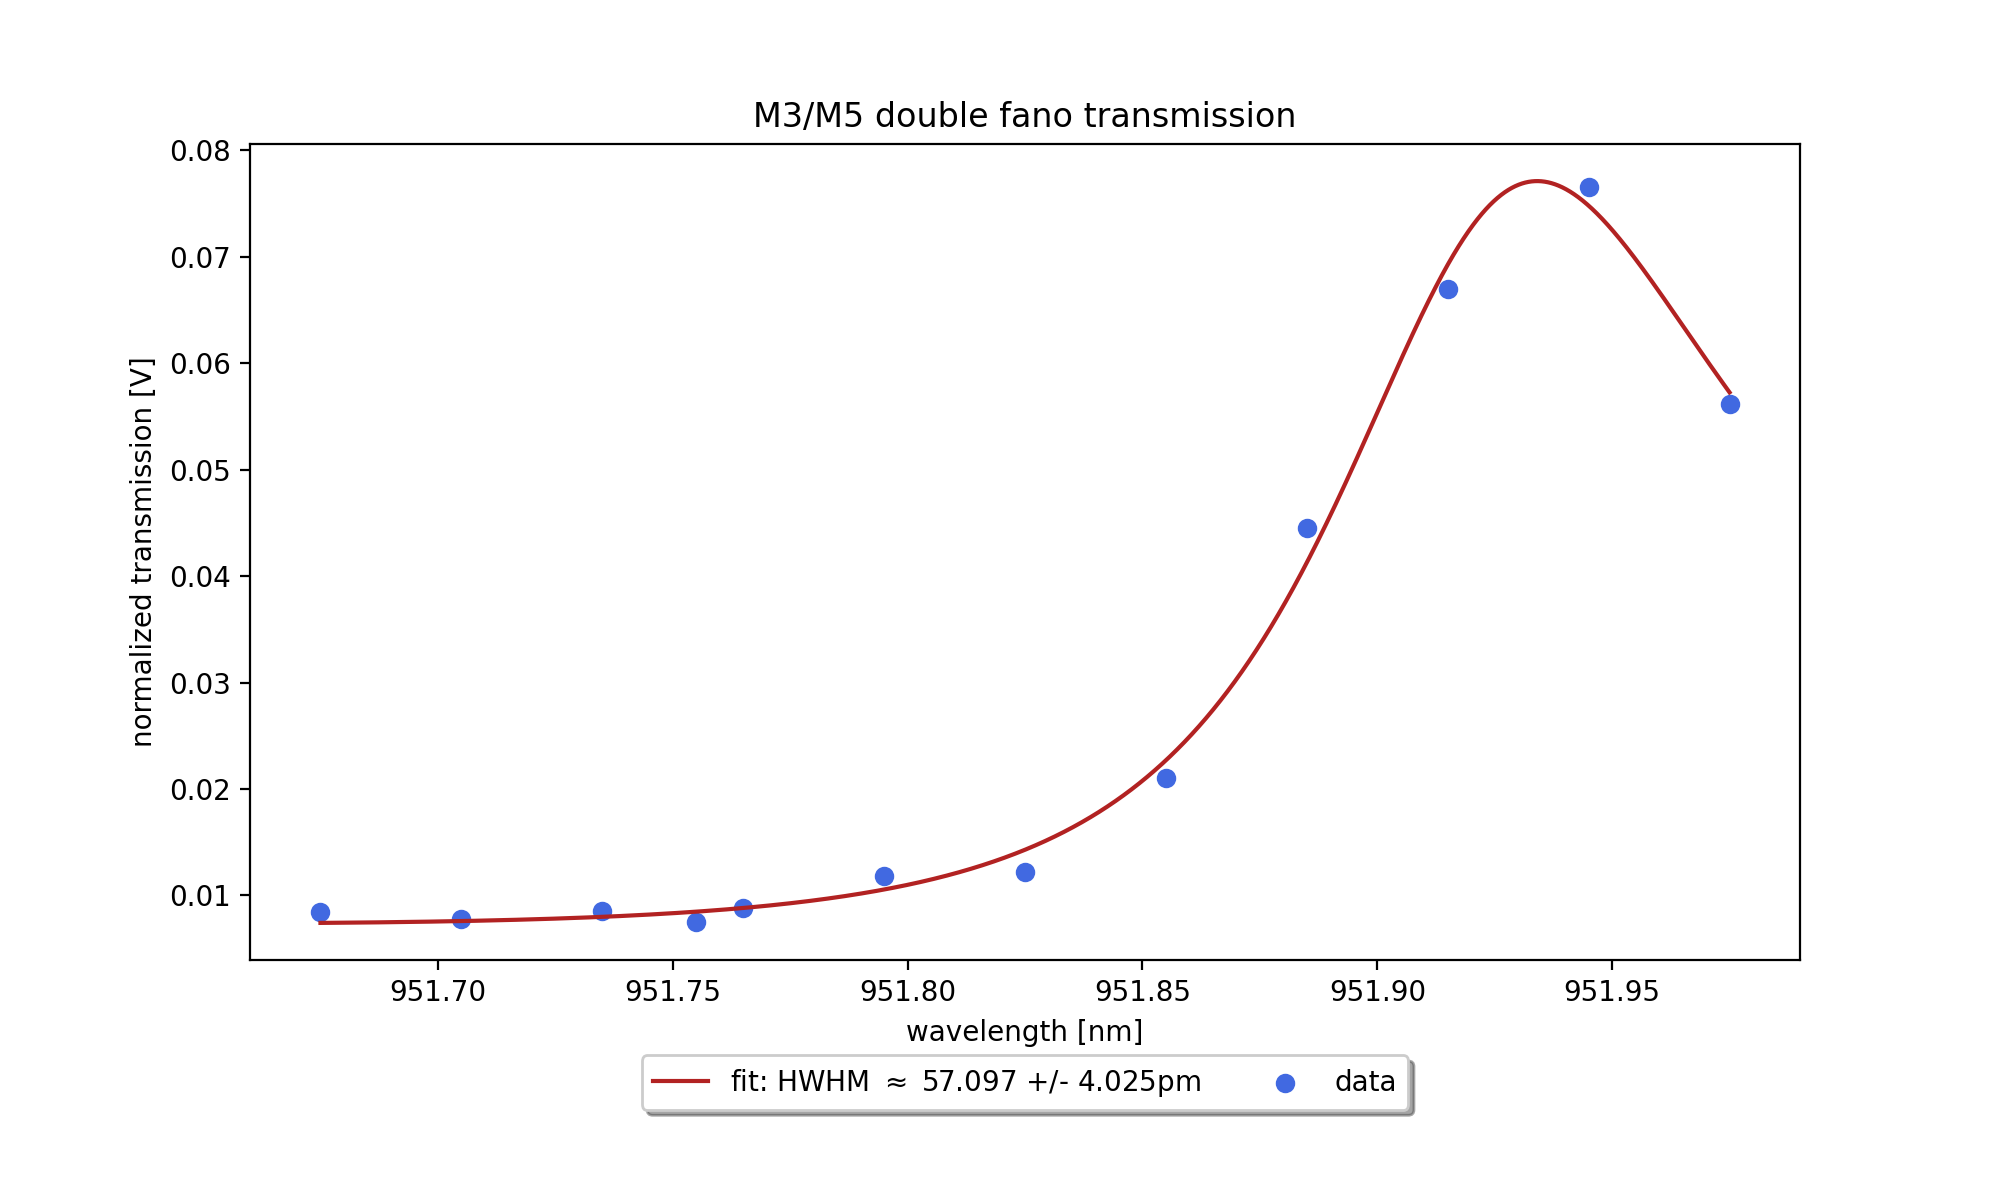 M3/M5 double fano transmission
normalized transmission [V]
0.08
0.07
0.06
0.05
0.04
0.03
0.02
0.01
951.70 951.75 951.80 951.85 951.90 951.95
wavelength [nm]
fit: HWHM ≈ 57.097 +/- 4.025pm data